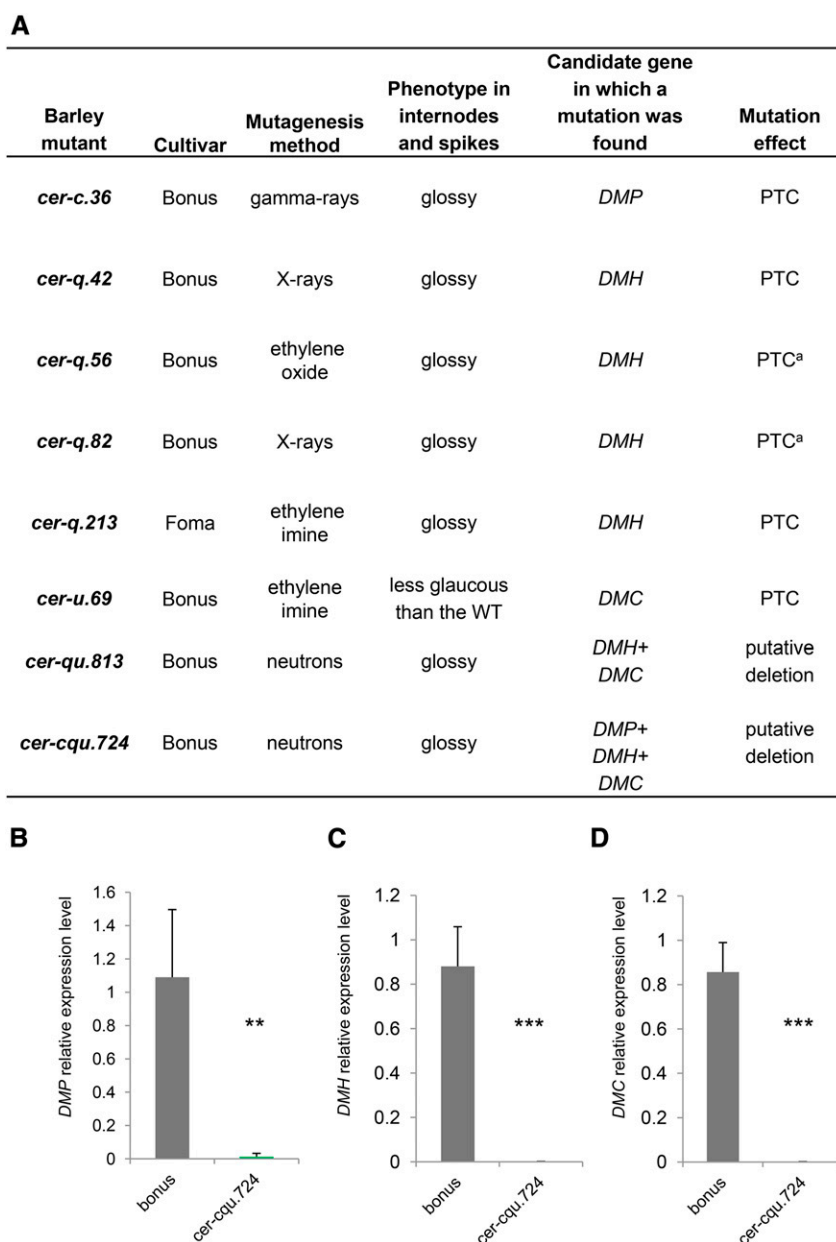 A
Barley mutant Cultivar Mutagenesis method Phenotype in internodes and spikes Candidate gene in which a mutation was found Mutation effect
cer-c.36 Bonus gamma-rays glossy DMP PTC
cer-q.42 Bonus X-rays glossy DMH PTC
cer-q.56 Bonus ethylene oxide glossy DMH PTCᵃ
cer-q.82 Bonus X-rays glossy DMH PTCᵃ
cer-q.213 Foma ethylene imine glossy DMH PTC
cer-u.69 Bonus ethylene imine less glaucous than the WT DMC PTC
cer-qu.813 Bonus neutrons glossy DMH+ DMC putative deletion
cer-cqu.724 Bonus neutrons glossy DMP+ DMH+ DMC putative deletion
B
DMP relative expression level
1.6
1.4
1.2
1
0.8
0.6
0.4
0.2
0
**
bonus
cer-cqu.724
C
DMH relative expression level
1.2
1
0.8
0.6
0.4
0.2
0
***
bonus
cer-cqu.724
D
DMC relative expression level
1.2
1
0.8
0.6
0.4
0.2
0
***
bonus
cer-cqu.724